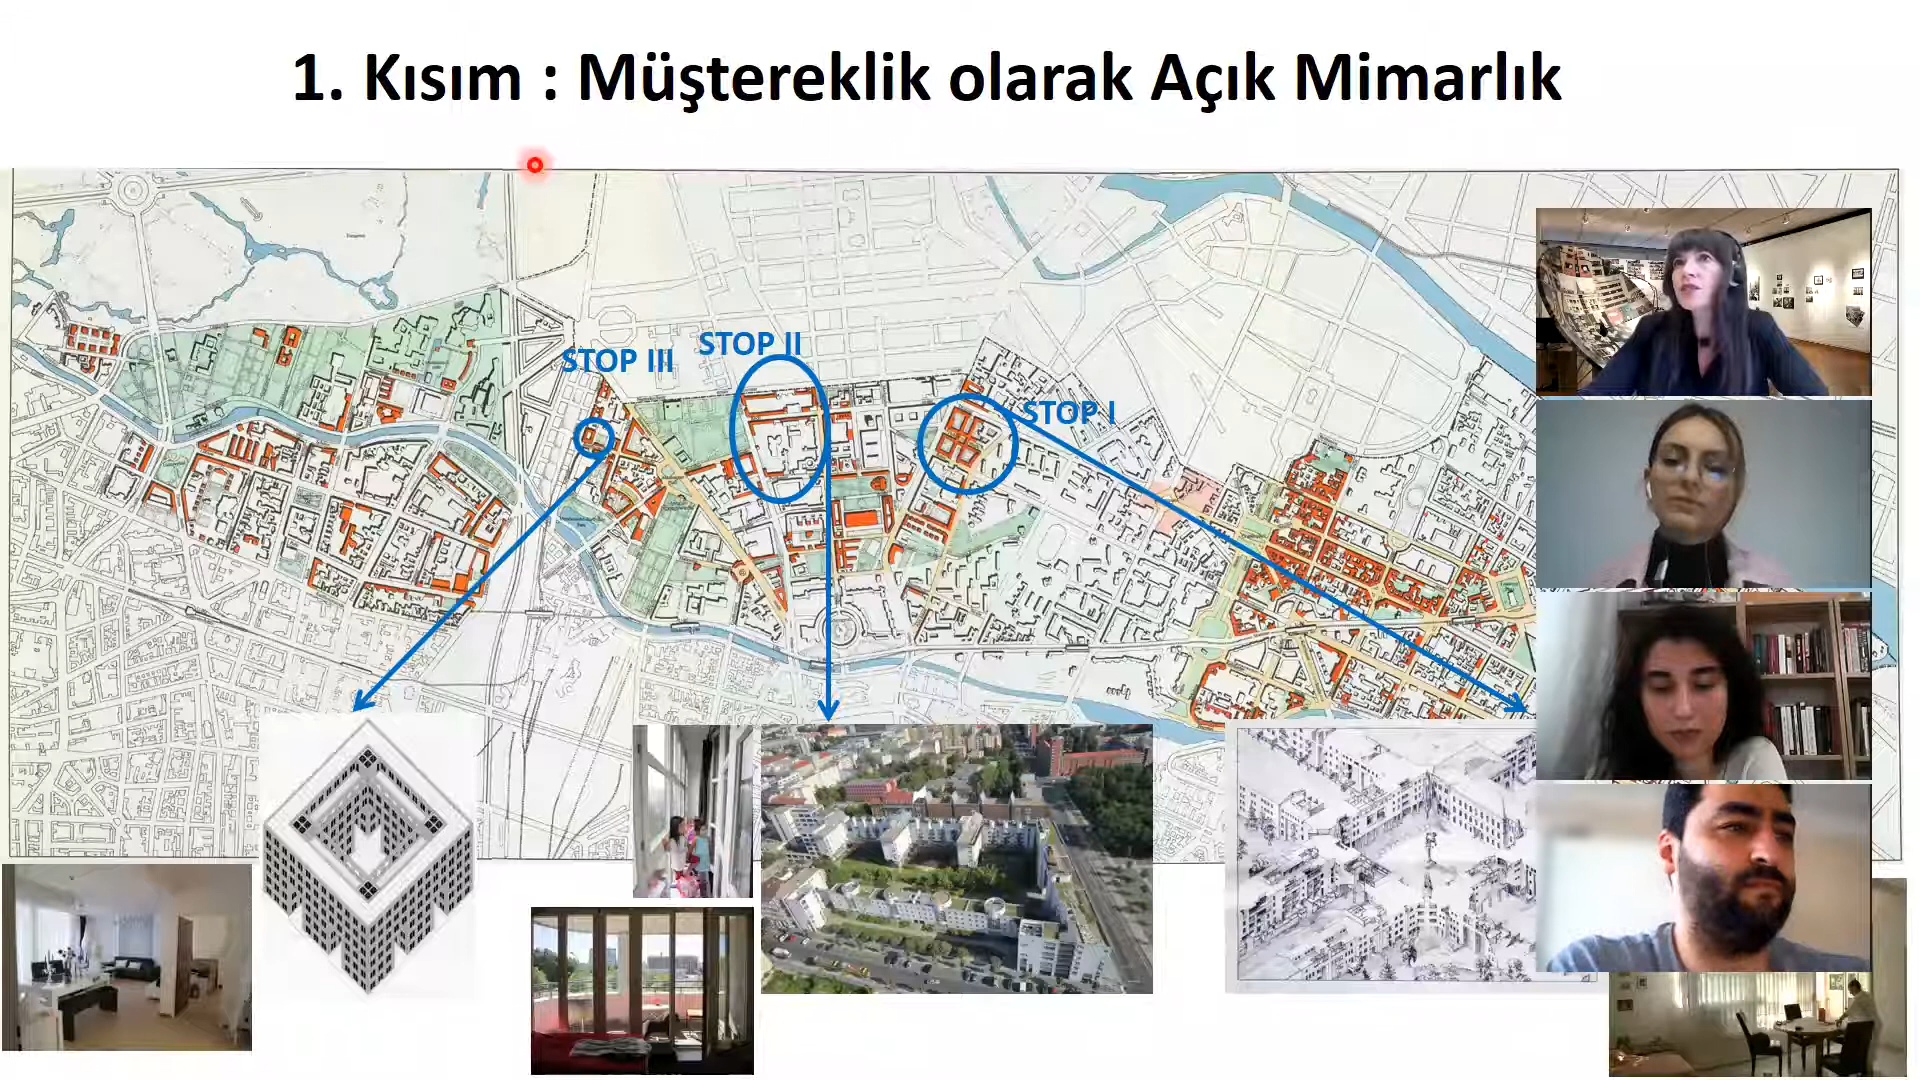 1. Kısım : Müştereklik olarak Açık Mimarlık
STOP III
STOP II
STOP I